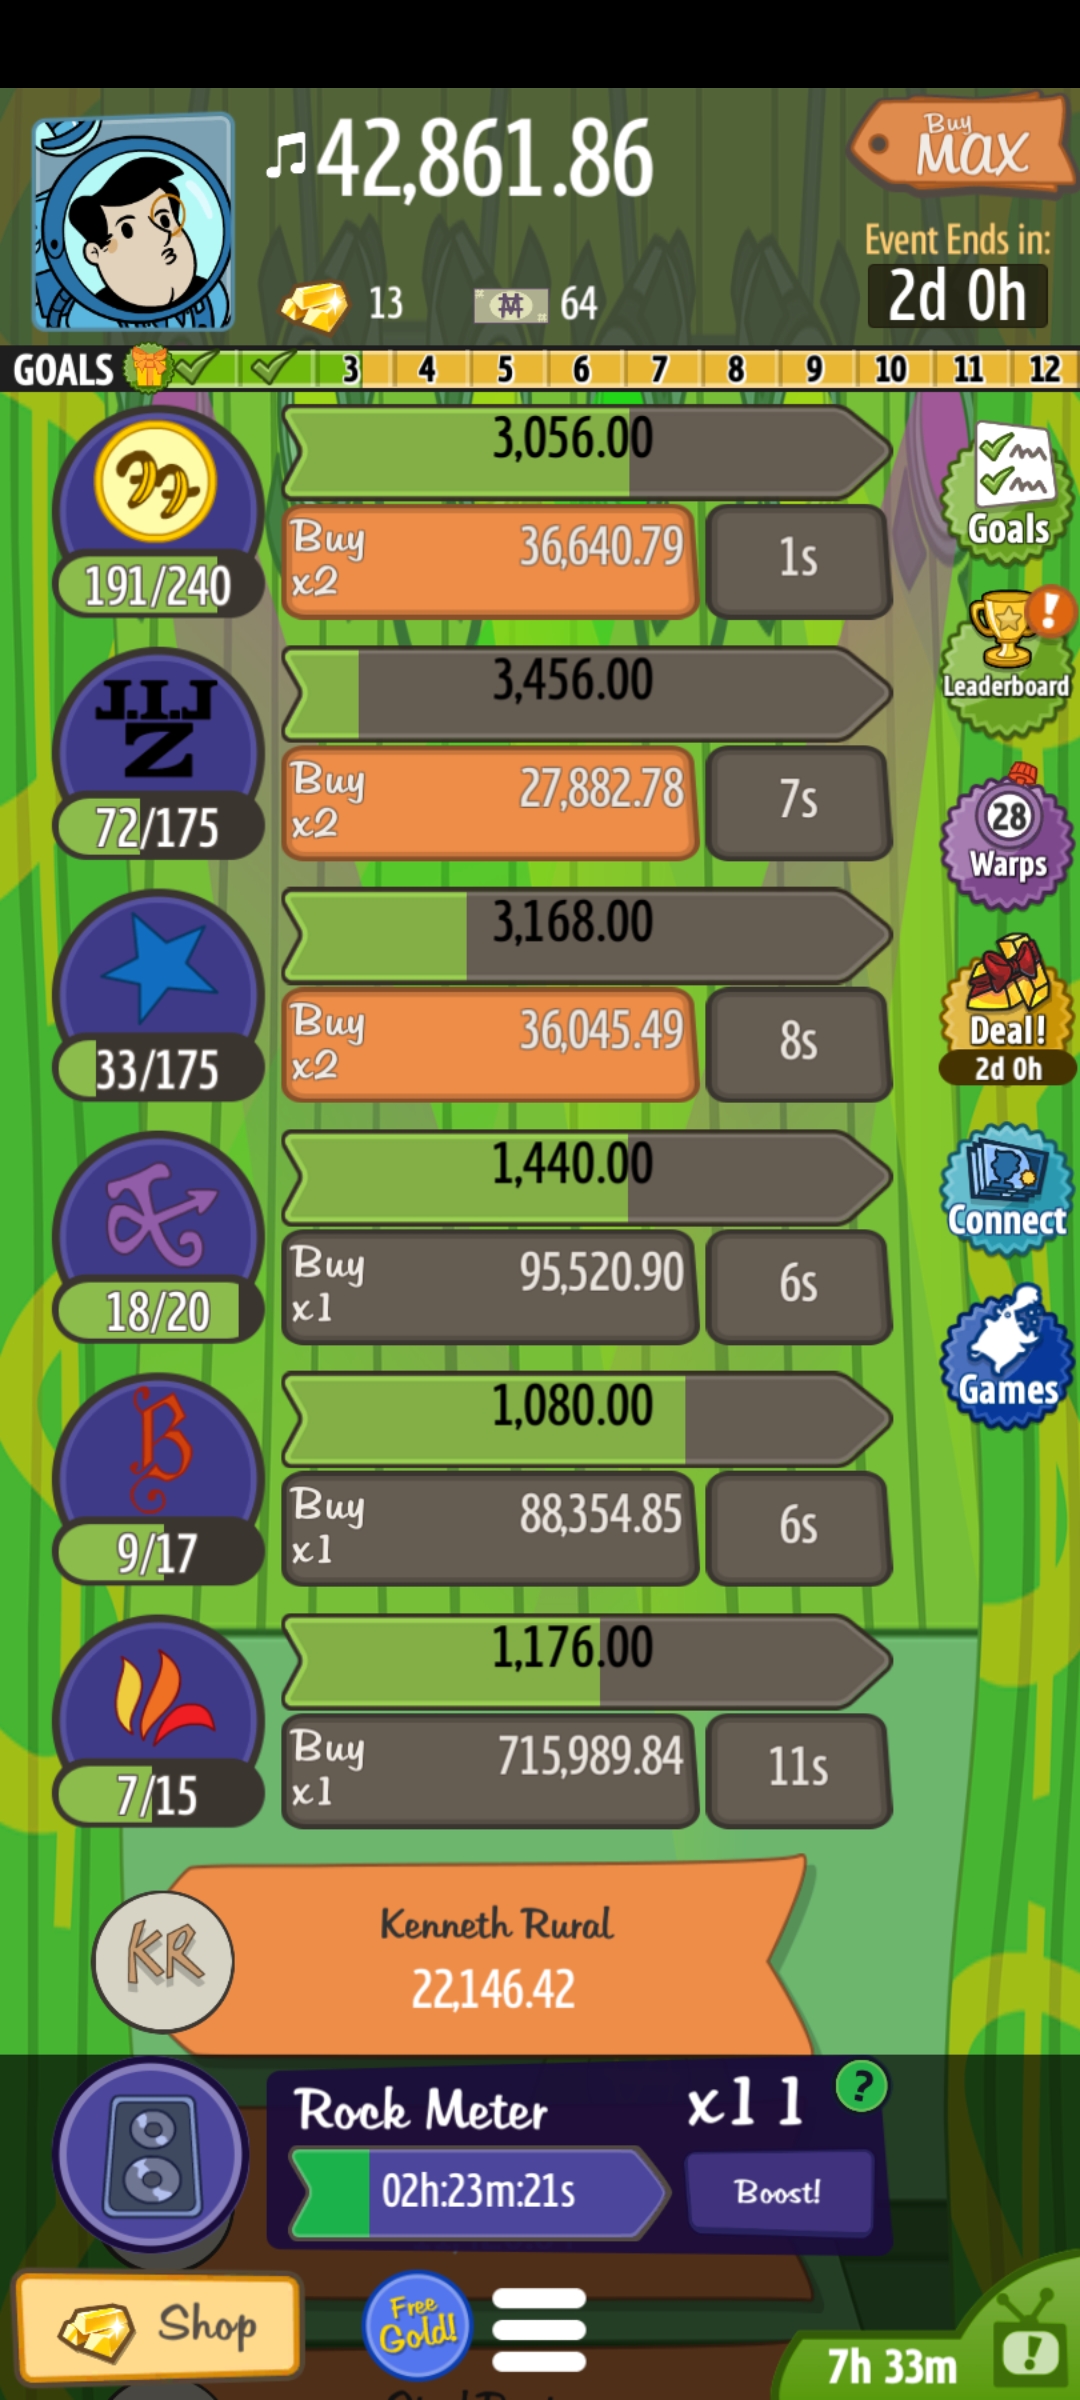 42,861.86
Buy
MAX
13
64
Event Ends in:
2d 0h
GOALS 3 4 5 6 7 8 9 10 11 12
3,056.00
191/240
Buy
x2
36,640.79
1s
Goals
J.I.J
Z
72/175
3,456.00
Buy
x2
27,882.78
7s
Leaderboard
28
Warps
33/175
3,168.00
Buy
x2
36,045.49
8s
Deal!
2d 0h
18/20
1,440.00
Buy
x1
95,520.90
6s
Connect
B
9/17
1,080.00
Buy
x1
88,354.85
6s
Games
7/15
1,176.00
Buy
x1
715,989.84
11s
KR
Kenneth Rural
22,146.42
Rock Meter
x11
?
02h:23m:21s
Boost!
Shop
Free
Gold!
7h 33m